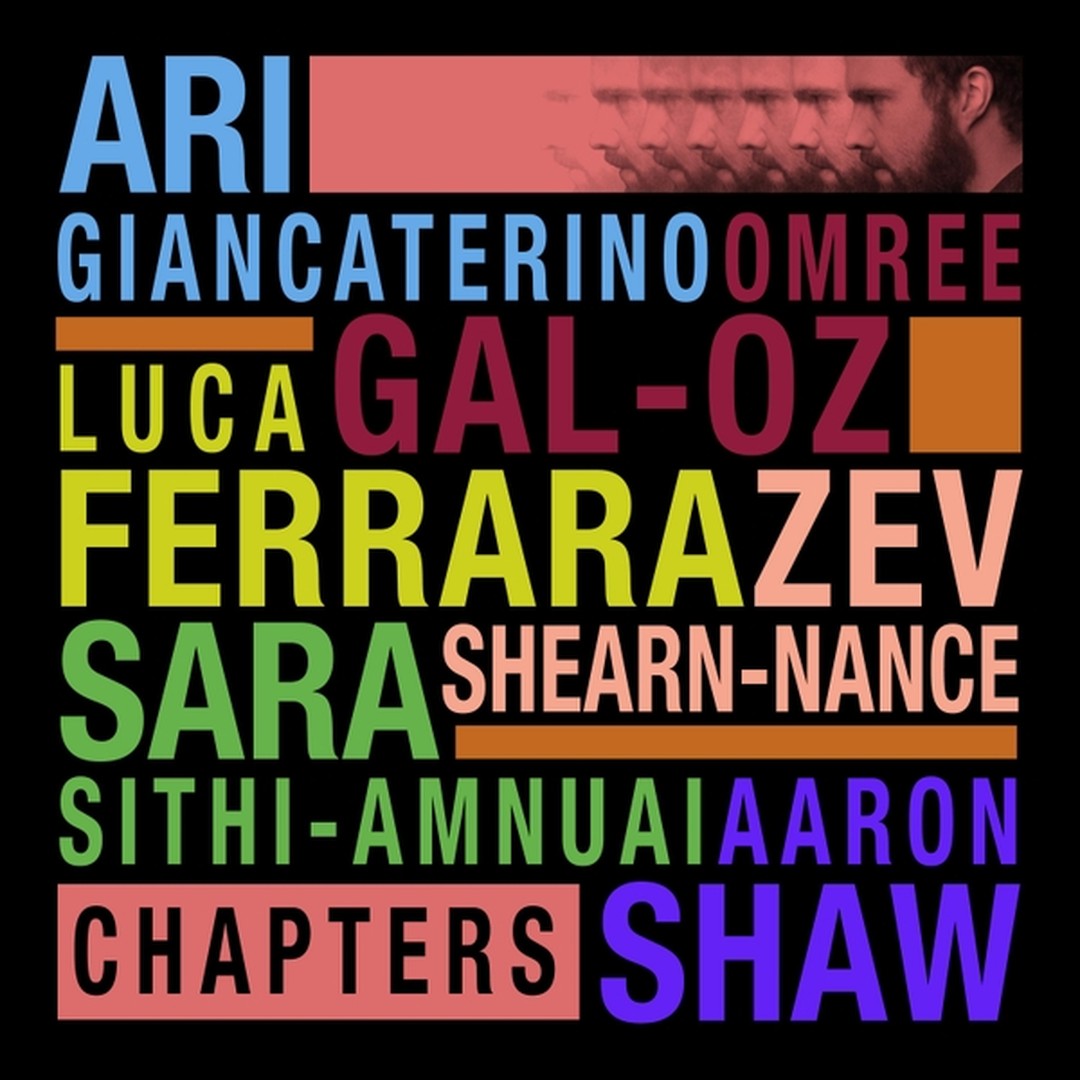 ARI
GIANCATERINO OMREE
LUCA GAL-OZ
FERRARA ZEV
SARA SHEARN-NANCE
SITHI-AMNUAI AARON
CHAPTERS SHAW